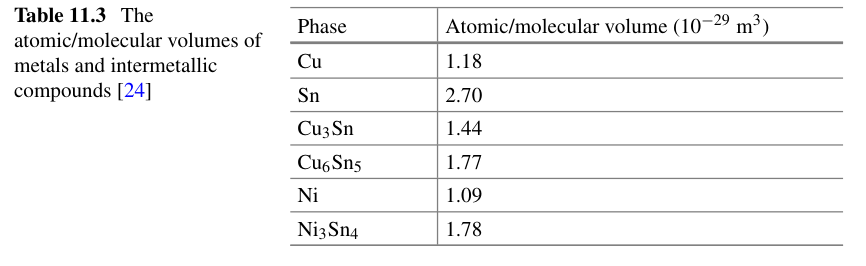 Table 11.3 The
atomic/molecular volumes of
metals and intermetallic
compounds [24]
Phase Atomic/molecular volume (10⁻²⁹ m³)
Cu 1.18
Sn 2.70
Cu₃Sn 1.44
Cu₆Sn₅ 1.77
Ni 1.09
Ni₃Sn₄ 1.78